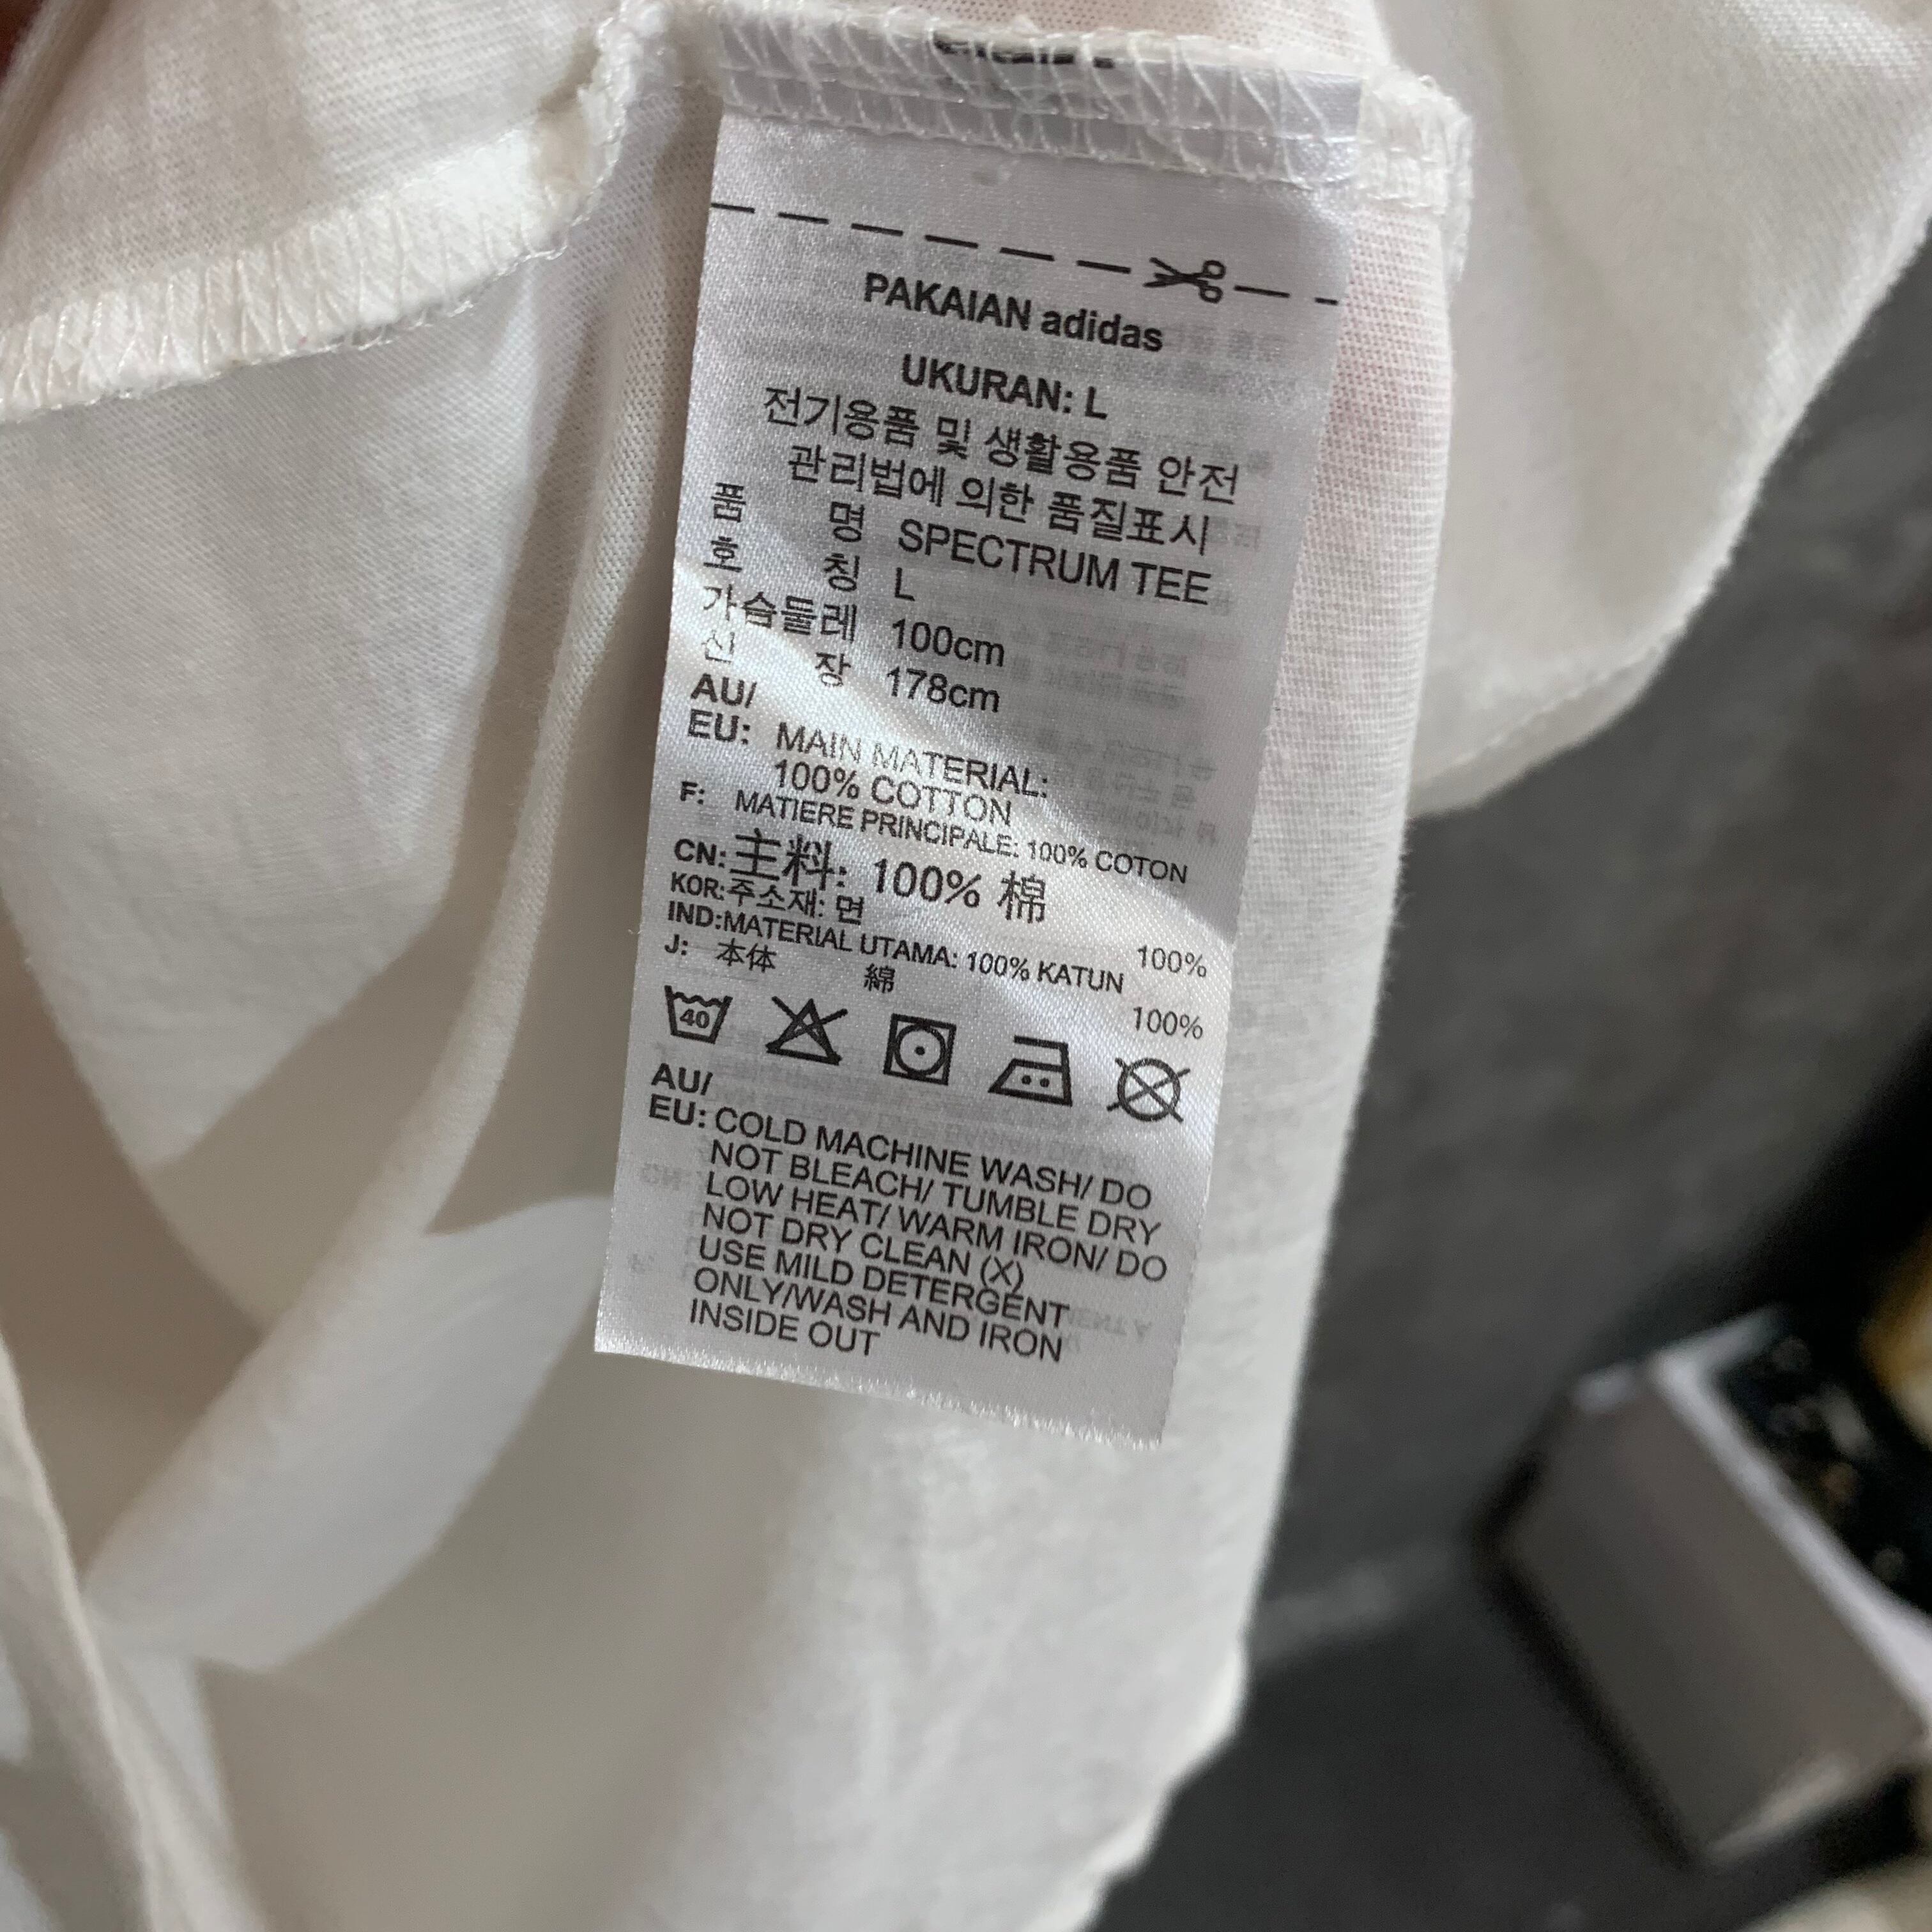 PAKAIAN adidas
UKURAN: L
전기용품 및 생활용품 안전
관리법에 의한 품질표시
품 명 SPECTRUM TEE
호 칭 L
가슴둘레 100cm
신 장 178cm
AU/
EU: MAIN MATERIAL:
100% COTTON
F: MATIERE PRINCIPALE: 100% COTON
CN: 主料: 100% 棉
KOR: 주소재: 면 100%
IND: MATERIAL UTAMA: 100% KATUN
J: 本体 綿 100%
40
AU/
EU: COLD MACHINE WASH/ DO
NOT BLEACH/ TUMBLE DRY
LOW HEAT/ WARM IRON/ DO
NOT DRY CLEAN (X)
USE MILD DETERGENT
ONLY/WASH AND IRON
INSIDE OUT